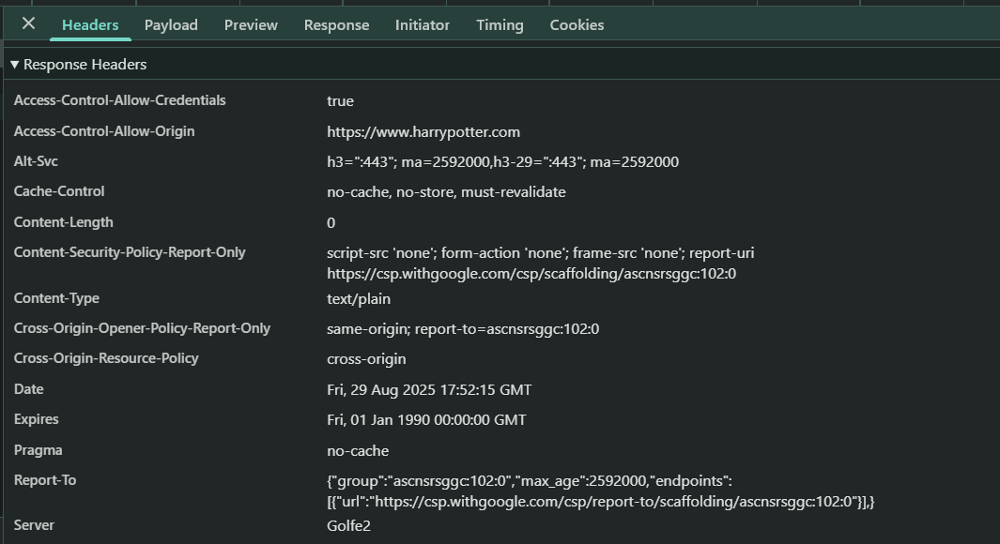 Headers Payload Preview Response Initiator Timing Cookies
Response Headers
Access-Control-Allow-Credentials true
Access-Control-Allow-Origin https://www.harrypotter.com
Alt-Svc h3=":443"; ma=2592000,h3-29=":443"; ma=2592000
Cache-Control no-cache, no-store, must-revalidate
Content-Length 0
Content-Security-Policy-Report-Only script-src 'none'; form-action 'none'; frame-src 'none'; report-uri
https://csp.withgoogle.com/csp/scaffolding/ascnsrsggc:102:0
Content-Type text/plain
Cross-Origin-Opener-Policy-Report-Only same-origin; report-to=ascnsrsggc:102:0
Cross-Origin-Resource-Policy cross-origin
Date Fri, 29 Aug 2025 17:52:15 GMT
Expires Fri, 01 Jan 1990 00:00:00 GMT
Pragma no-cache
Report-To {"group":"ascnsrsggc:102:0","max_age":2592000,"endpoints":
[{"url":"https://csp.withgoogle.com/csp/report-to/scaffolding/ascnsrsggc:102:0"}],}
Server Golfe2